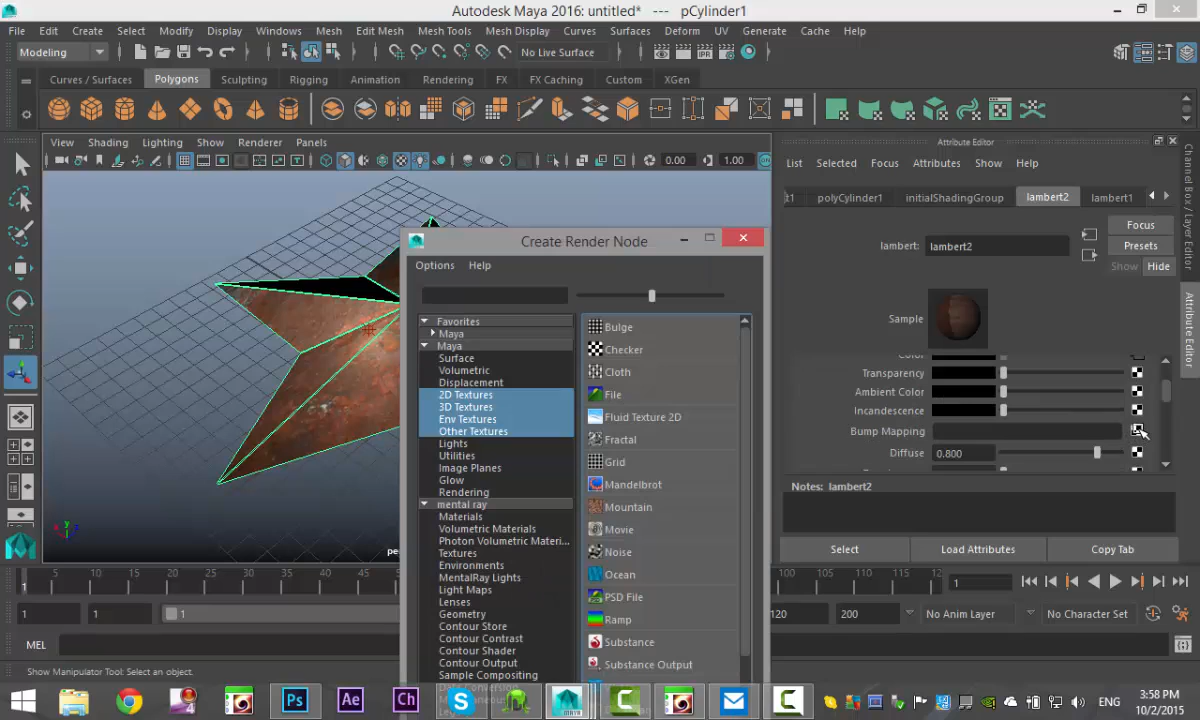 Autodesk Maya 2016: untitled* --- pCylinder1
File Edit Create Select Modify Display Windows Mesh Edit Mesh Mesh Tools Mesh Display Curves Surfaces Deform UV Generate Cache Help
Modeling No Live Surface
Curves / Surfaces Polygons Sculpting Rigging Animation Rendering FX FX Caching Custom XGen
View Shading Lighting Show Renderer Panels
0.00 1.00
Attribute Editor
List Selected Focus Attributes Show Help
polyCylinder1 initialShadingGroup lambert2 lambert1
lambert: lambert2
Focus
Presets
Show Hide
Sample
Transparency
Ambient Color
Incandescence
Bump Mapping
Diffuse 0.800
Notes: lambert2
Select Load Attributes Copy Tab
Channel Box / Layer Editor
Attribute Editor
Create Render Node
Options Help
Favorites
Maya
Maya
Surface
Volumetric
Displacement
2D Textures
3D Textures
Env Textures
Other Textures
Lights
Utilities
Image Planes
Glow
Rendering
mental ray
Materials
Volumetric Materials
Photon Volumetric Materi...
Textures
Environments
MentalRay Lights
Light Maps
Lenses
Geometry
Contour Store
Contour Contrast
Contour Shader
Contour Output
Sample Compositing
Bulge
Checker
Cloth
File
Fluid Texture 2D
Fractal
Grid
Mandelbrot
Mountain
Movie
Noise
Ocean
PSD File
Ramp
Substance
Substance Output
5 10 15 20 25 30 35 40 45 100 105 110 115 12
1 1
1 1 1 120 200 No Anim Layer No Character Set
MEL
Show Manipulator Tool: Select an object.
Ps Ae Ch
ENG
3:58 PM
10/2/2015